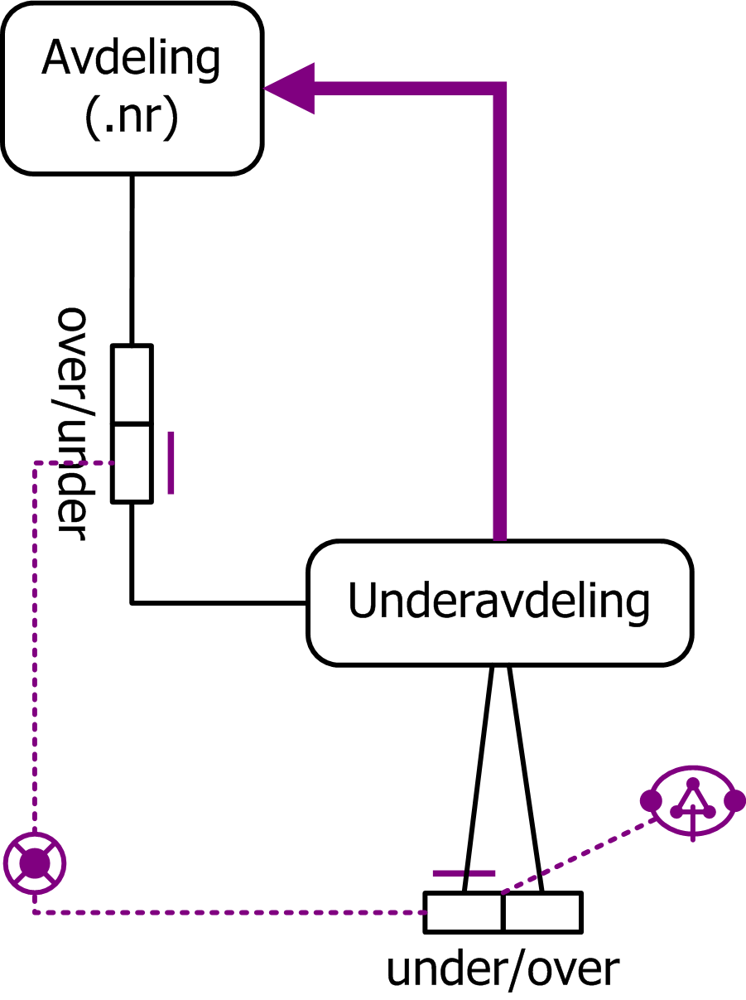 Avdeling
(.nr)
over/under
Underavdeling
under/over